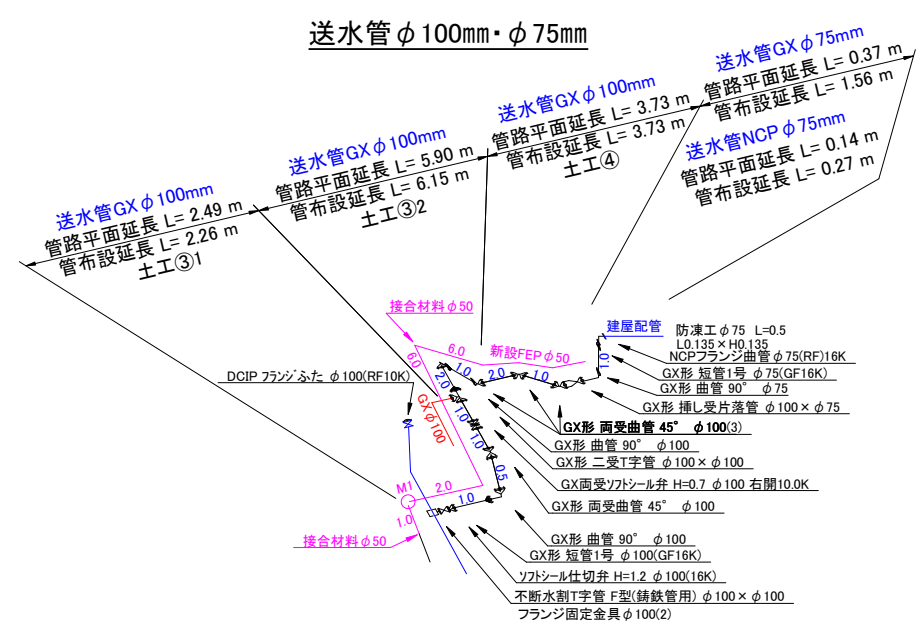 送水管φ100mm・φ75mm
送水管GXφ100mm
管路平面延長 L= 2.49 m
管布設延長 L= 2.26 m
土工③1
送水管GXφ100mm
管路平面延長 L= 5.90 m
管布設延長 L= 6.15 m
土工③2
送水管GXφ100mm
管路平面延長 L= 3.73 m
管布設延長 L= 3.73 m
土工④
送水管GXφ75mm
管路平面延長 L= 0.37 m
管布設延長 L= 1.56 m
送水管NCPφ75mm
管路平面延長 L= 0.14 m
管布設延長 L= 0.27 m
接合材料φ50
6.0
6.0
新設FEPφ50
建屋配管
1.0
防凍工φ75 L=0.5
L0.135×H0.135
NCPフランジ曲管φ75(RF)16K
GX形 短管1号 φ75(GF16K)
GX形 曲管 90° φ75
GX形 挿し受片落管 φ100×φ75
GX形 両受曲管 45° φ100(3)
GX形 曲管 90° φ100
GX形 二受T字管 φ100×φ100
GX両受ソフトシール弁 H=0.7 φ100 右開10.0K
GX形 両受曲管 45° φ100
GX形 曲管 90° φ100
GX形 短管1号 φ100(GF16K)
ソフトシール仕切弁 H=1.2 φ100(16K)
不断水割T字管 F型(鋳鉄管用) φ100×φ100
フランジ固定金具φ100(2)
DCIP フランジふた φ100(RF10K)
GXφ100
2.0
1.0
2.0
1.0
1.0
1.0
0.5
M1
2.0
1.0
1.0
接合材料φ50